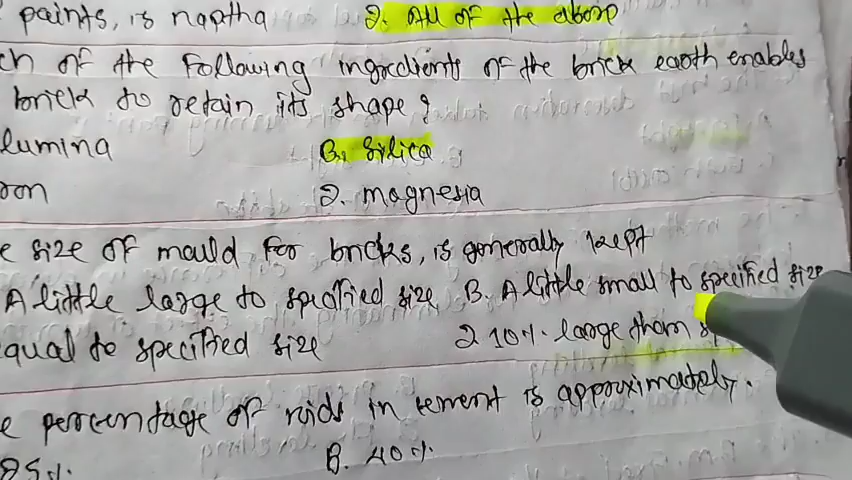 paints, is naptha D. All of the above
ch of the following ingredients of the brick earth enables
brick to retain its shape?
lumina B. Silica
ron D. magnesia
e size of mould for bricks, is generally kept
A little large to specified size B. A little small to specified size
qual to specified size D 10% large than
e percentage of voids in cement is approximately.
25%. B. 40%